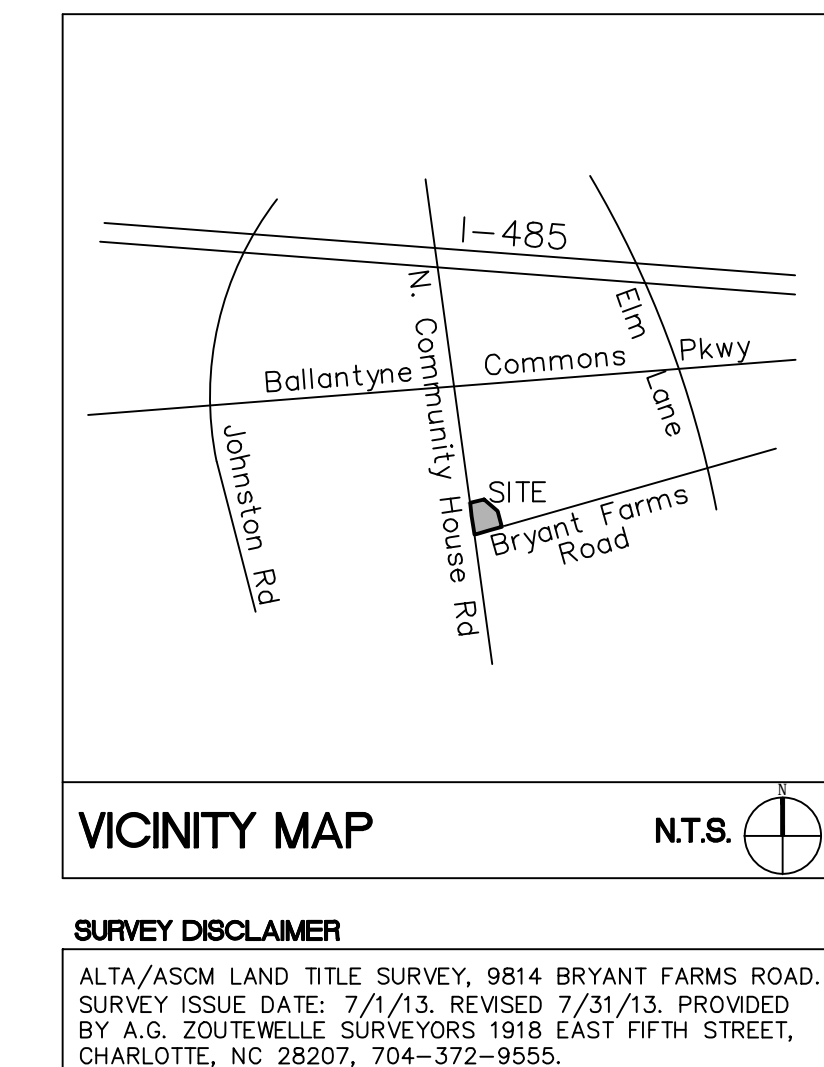 I-485
N. Community House Rd
Elm Lane
Ballantyne Commons Pkwy
Johnston Rd
SITE
Bryant Farms
Road
N
VICINITY MAP
N.T.S.
SURVEY DISCLAIMER
ALTA/ASCM LAND TITLE SURVEY, 9814 BRYANT FARMS ROAD.
SURVEY ISSUE DATE: 7/1/13. REVISED 7/31/13. PROVIDED
BY A.G. ZOUTEWELLE SURVEYORS 1918 EAST FIFTH STREET,
CHARLOTTE, NC 28207, 704-372-9555.